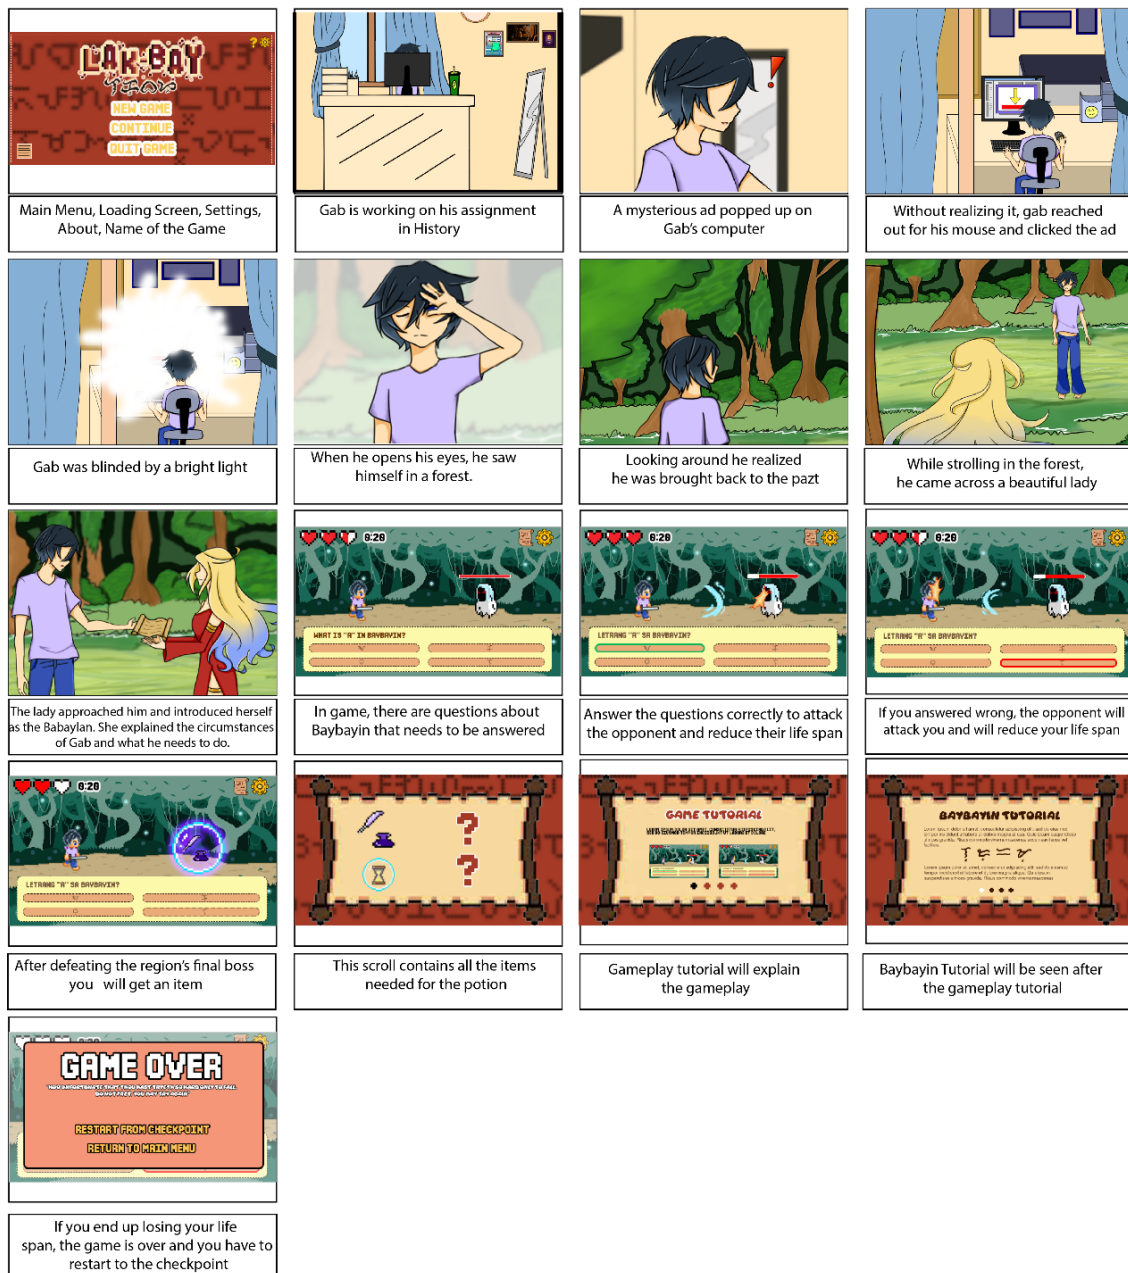 LAKBAY
NEW GAME
CONTINUE
QUIT GAME
Main Menu, Loading Screen, Settings,
About, Name of the Game
Gab is working on his assignment
in History
A mysterious ad popped up on
Gab's computer
Without realizing it, gab reached
out for his mouse and clicked the ad
Gab was blinded by a bright light
When he opens his eyes, he saw
himself in a forest.
Looking around he realized
he was brought back to the pazt
While strolling in the forest,
he came across a beautiful lady
The lady approached him and introduced herself
as the Babaylan. She explained the circumstances
of Gab and what he needs to do.
0:20
WHAT IS "A" IN BAYBAYIN?
In game, there are questions about
Baybayin that needs to be answered
0:20
LETRANG "A" SA BAYBAYIN?
Answer the questions correctly to attack
the opponent and reduce their life span
0:20
LETRANG "A" SA BAYBAYIN?
If you answered wrong, the opponent will
attack you and will reduce your life span
0:20
LETRANG "A" SA BAYBAYIN?
After defeating the region's final boss
you will get an item
? 
?
This scroll contains all the items
needed for the potion
GAME TUTORIAL
Gameplay tutorial will explain
the gameplay
BAYBAYIN TUTORIAL
Baybayin Tutorial will be seen after
the gameplay tutorial
GAME OVER
RESTART FROM CHECKPOINT
RETURN TO MAIN MENU
If you end up losing your life
span, the game is over and you have to
restart to the checkpoint